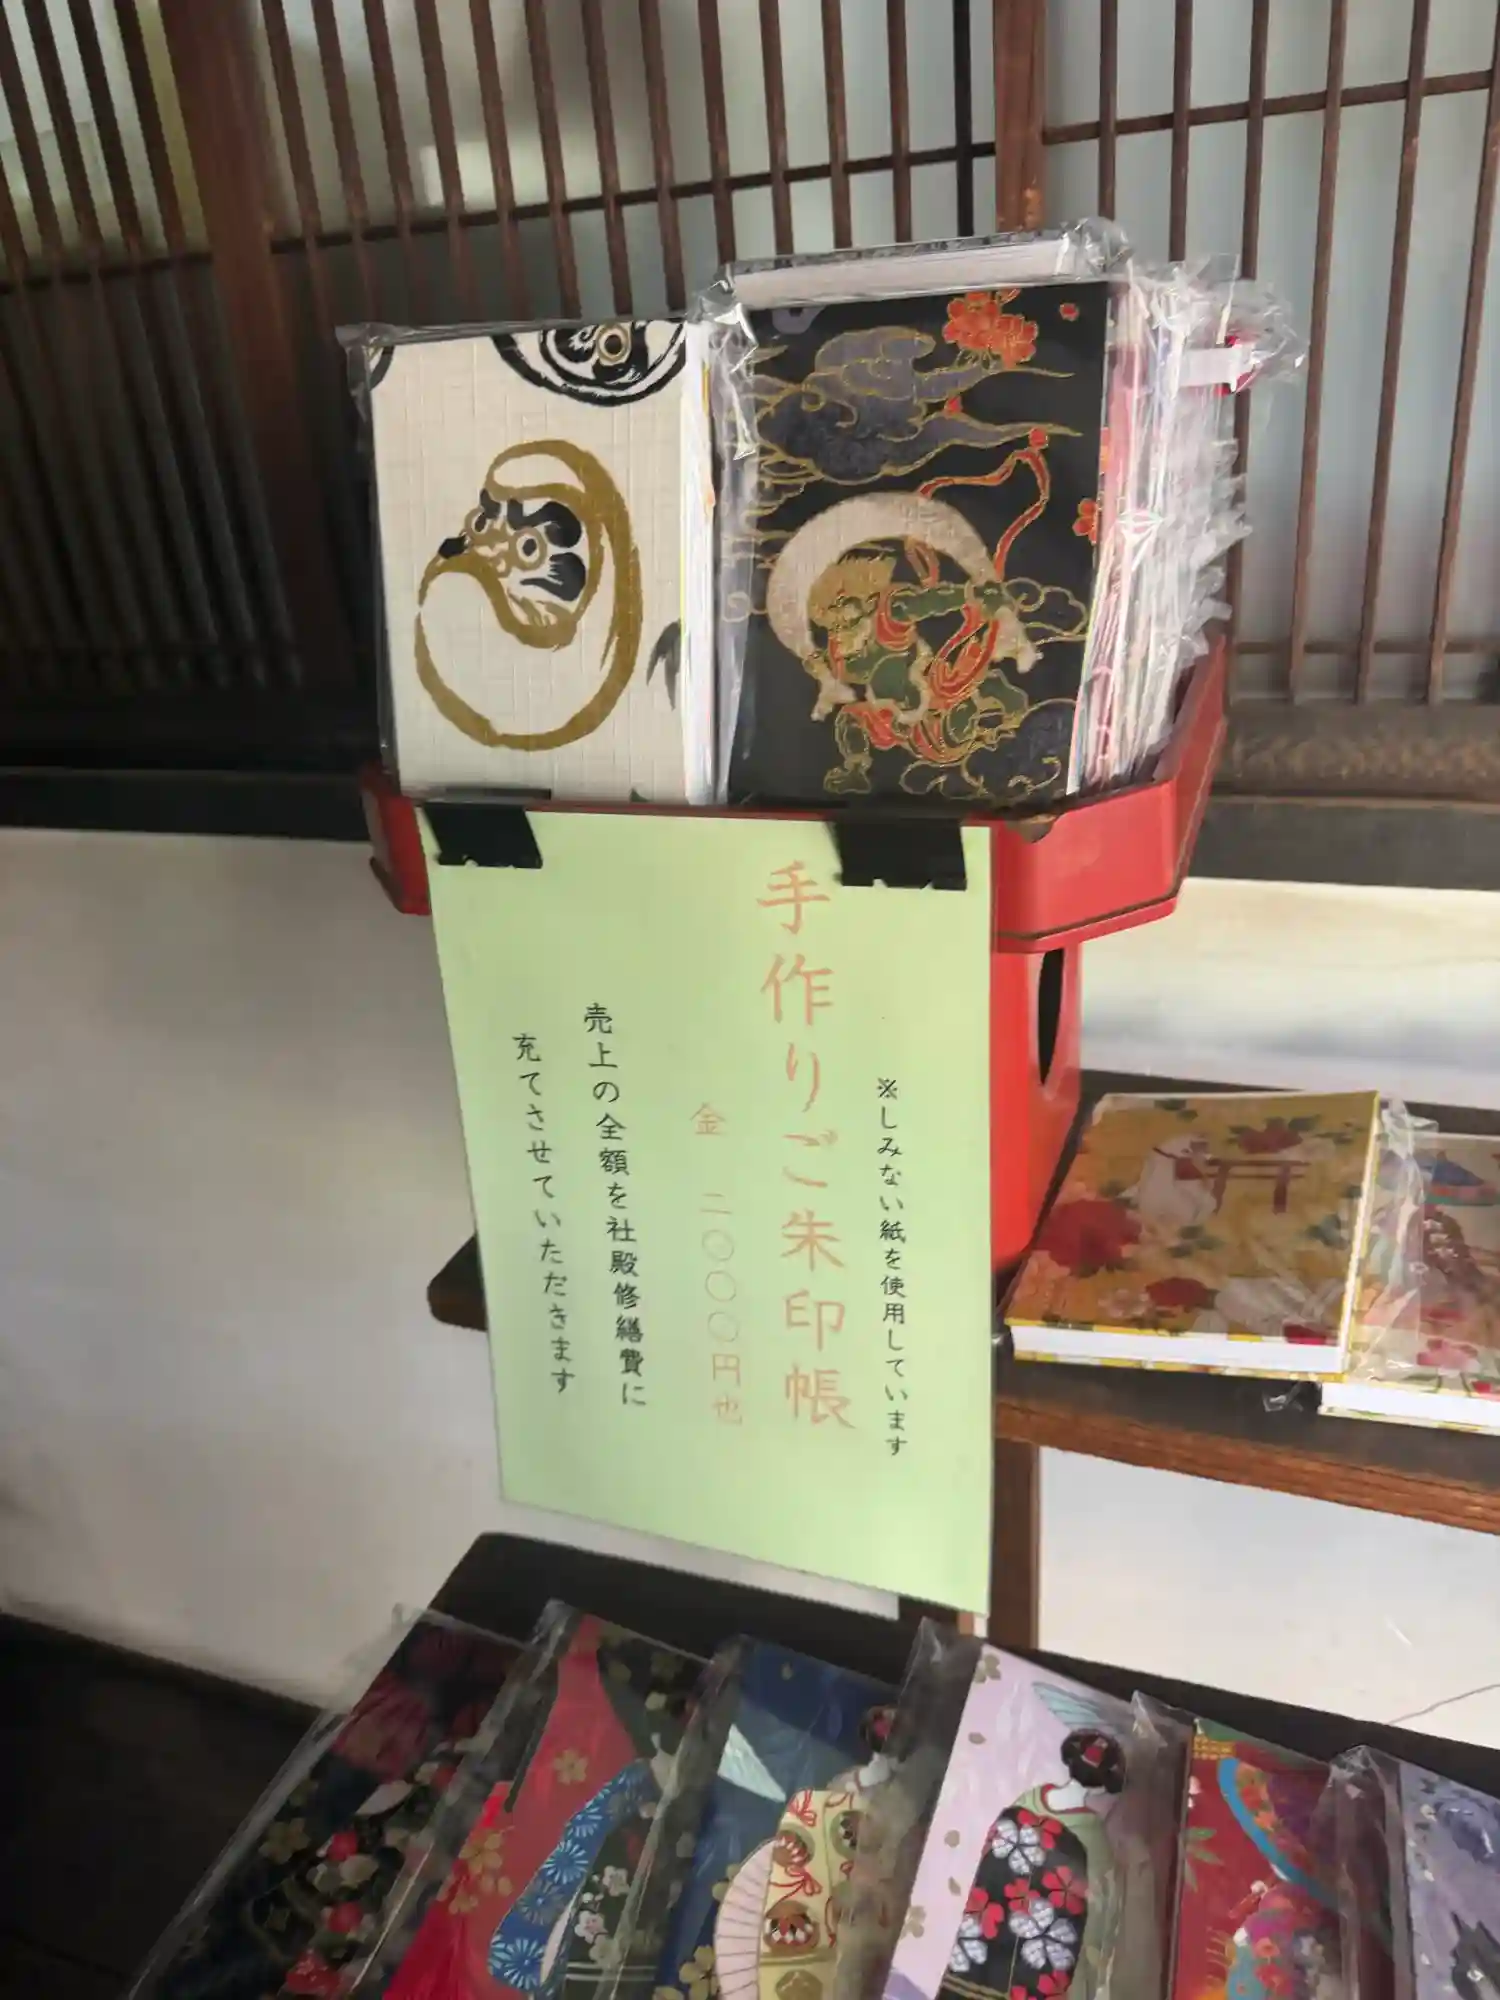 ※しみない紙を使用しています
手作りご朱印帳
金 二〇〇〇円也
売上の全額を社殿修繕費に
充てさせていただきます